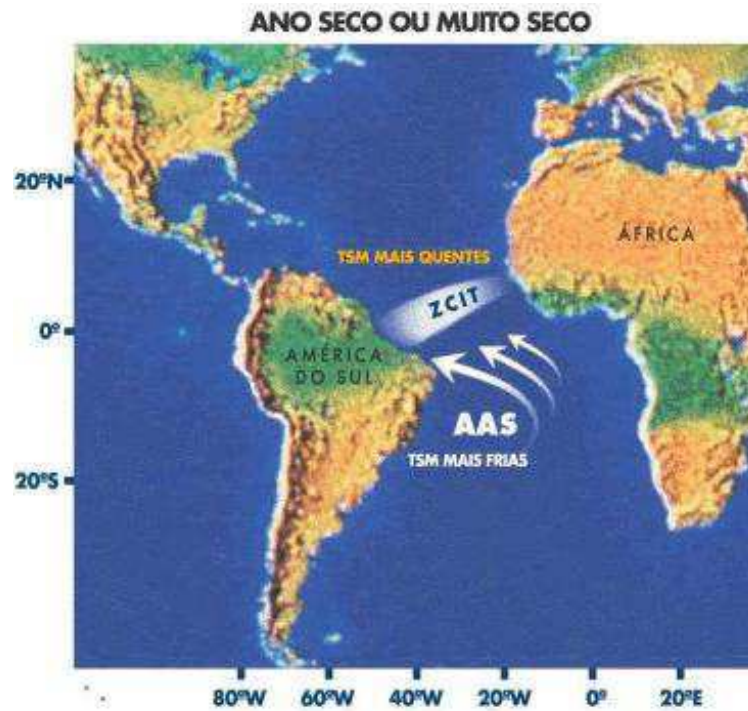 ANO SECO OU MUITO SECO
20ºN
ÁFRICA
TSM MAIS QUENTES
ZCIT
0º
AMÉRICA
DO SUL
AAS
TSM MAIS FRIAS
20ºS
80ºW 60ºW 40ºW 20ºW 0º 20ºE